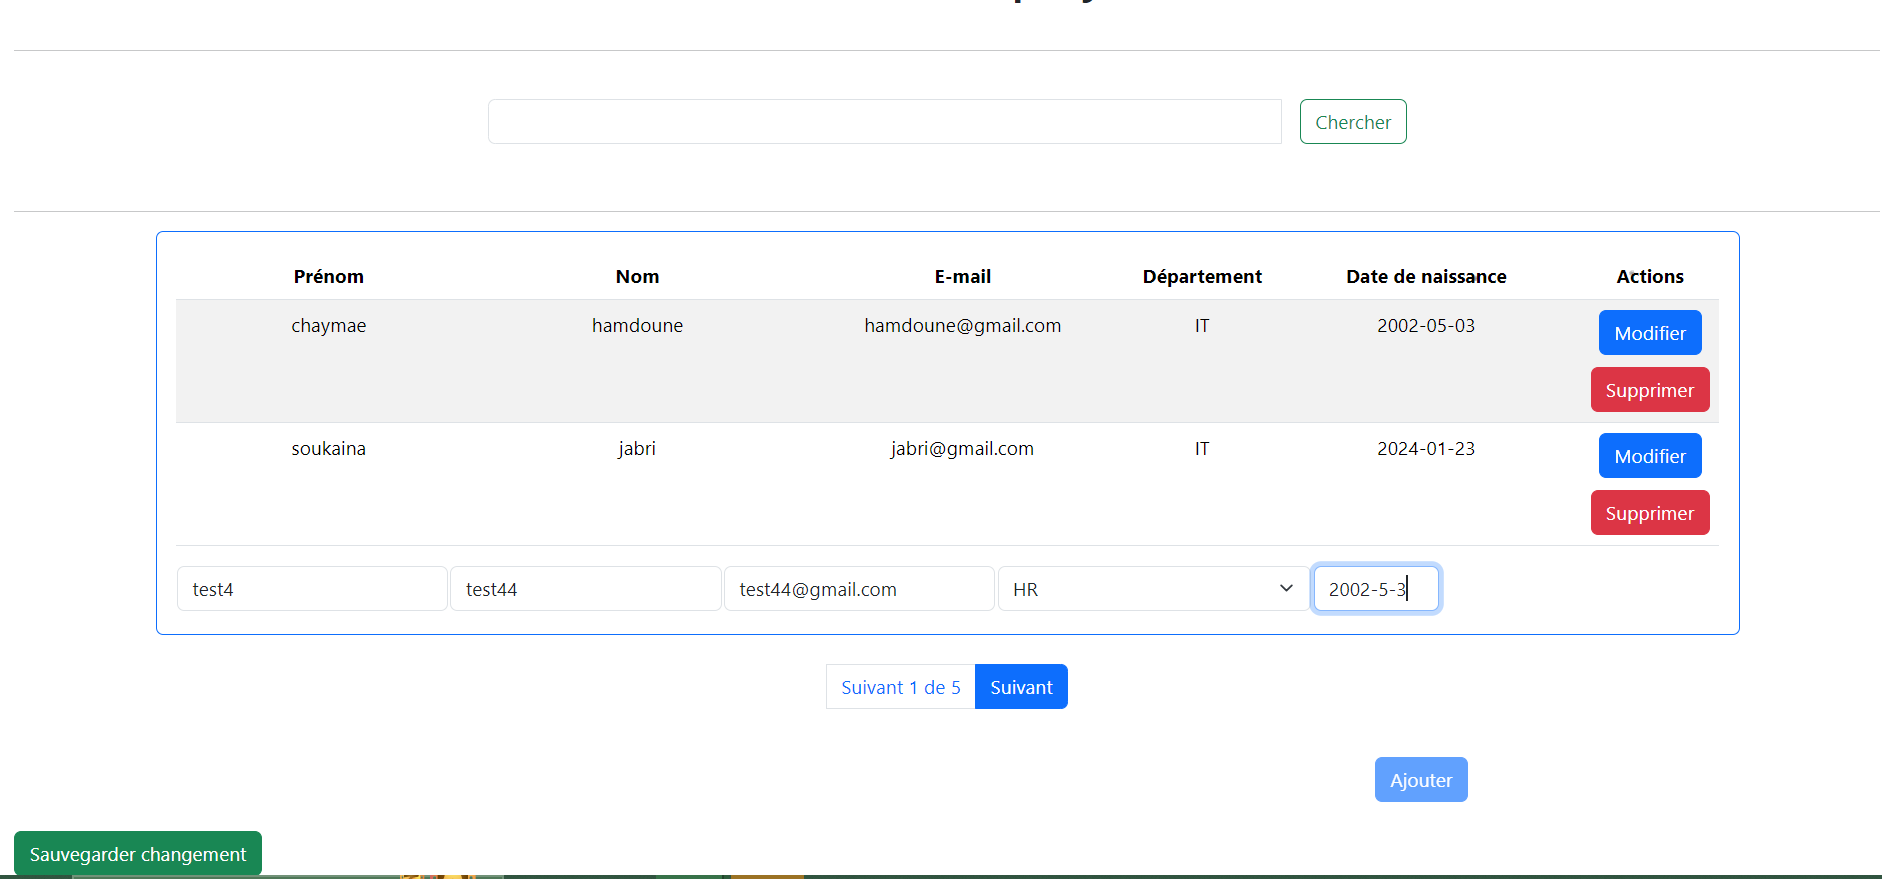 Chercher
Prénom Nom E-mail Département Date de naissance Actions
chaymae hamdoune hamdoune@gmail.com IT 2002-05-03 Modifier
Supprimer
soukaina jabri jabri@gmail.com IT 2024-01-23 Modifier
Supprimer
test4 test44 test44@gmail.com HR 2002-5-3
Suivant 1 de 5 Suivant
Ajouter
Sauvegarder changement